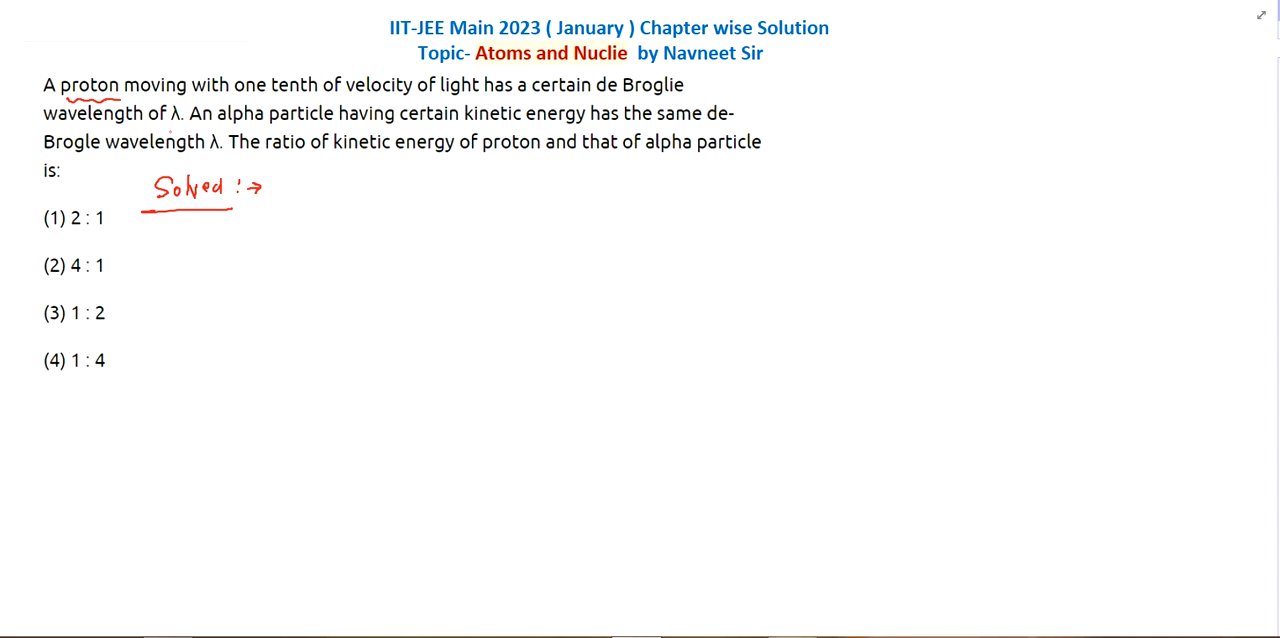 IIT-JEE Main 2023 ( January ) Chapter wise Solution
Topic- Atoms and Nuclie by Navneet Sir
A proton moving with one tenth of velocity of light has a certain de Broglie
wavelength of λ. An alpha particle having certain kinetic energy has the same de-
Brogle wavelength λ. The ratio of kinetic energy of proton and that of alpha particle
is:
Solved :→
(1) 2 : 1
(2) 4 : 1
(3) 1 : 2
(4) 1 : 4